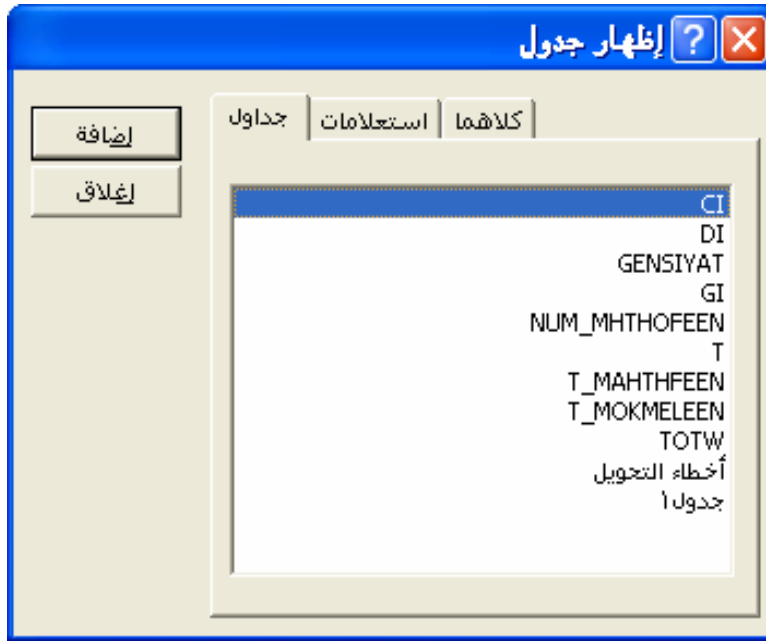 إظهار جدول
جداول
استعلامات
كلاهما
إضافة
إغلاق
CI
DI
GENSIYAT
GI
NUM_MHTHOFEEN
T
T_MAHTHFEEN
T_MOKMELEEN
TOTW
أخطاء التحويل
جدول١